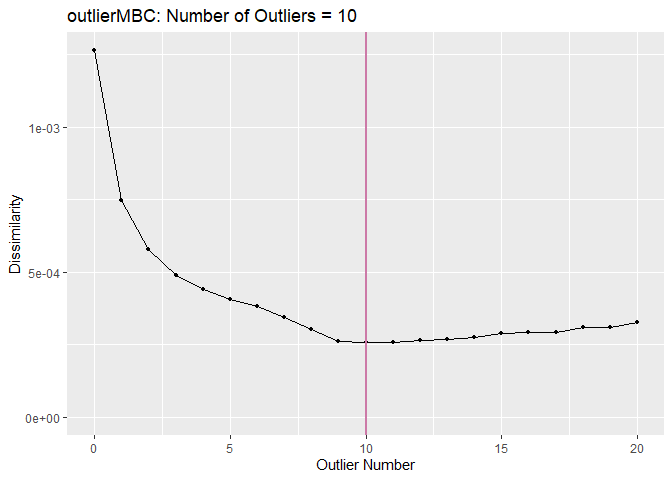 outlierMBC: Number of Outliers = 10
1e-03
5e-04
0e+00
Dissimilarity
0 5 10 15 20
Outlier Number